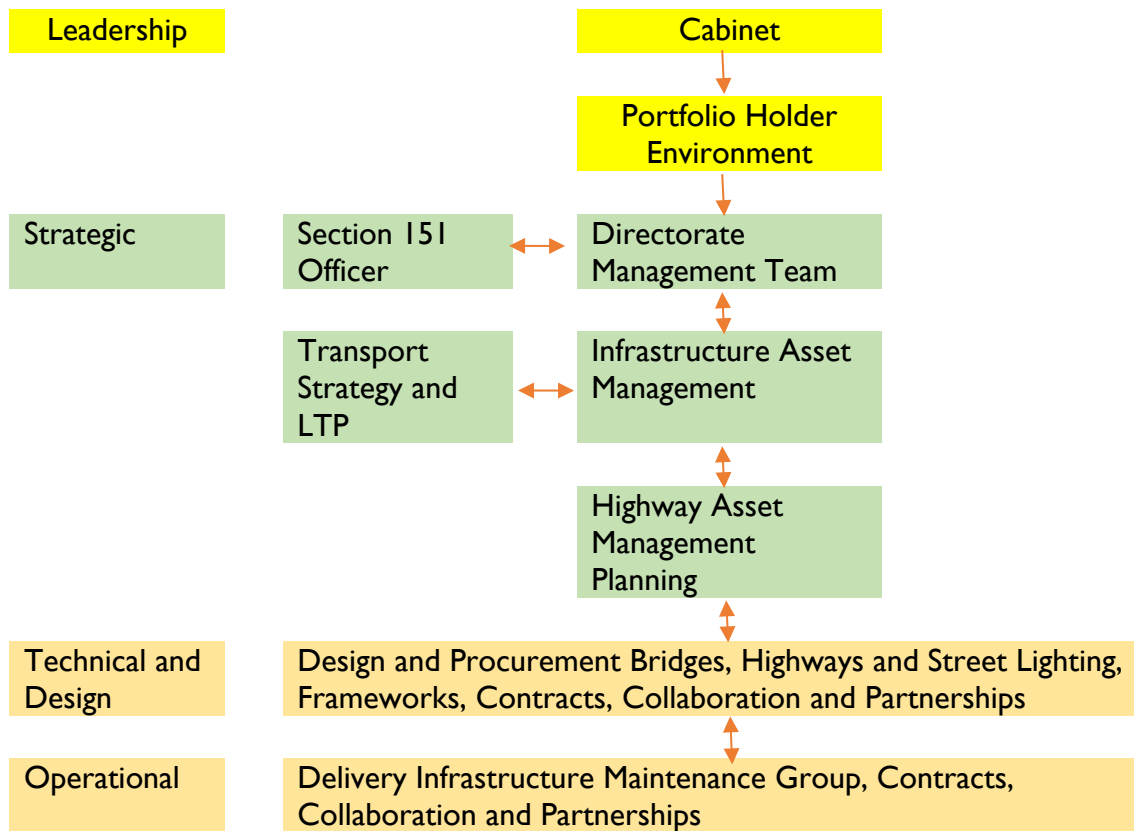 Leadership
Cabinet
Portfolio Holder
Environment
Strategic
Section 151
Officer
Directorate
Management Team
Transport
Strategy and
LTP
Infrastructure Asset
Management
Highway Asset
Management
Planning
Technical and
Design
Design and Procurement Bridges, Highways and Street Lighting,
Frameworks, Contracts, Collaboration and Partnerships
Operational
Delivery Infrastructure Maintenance Group, Contracts,
Collaboration and Partnerships